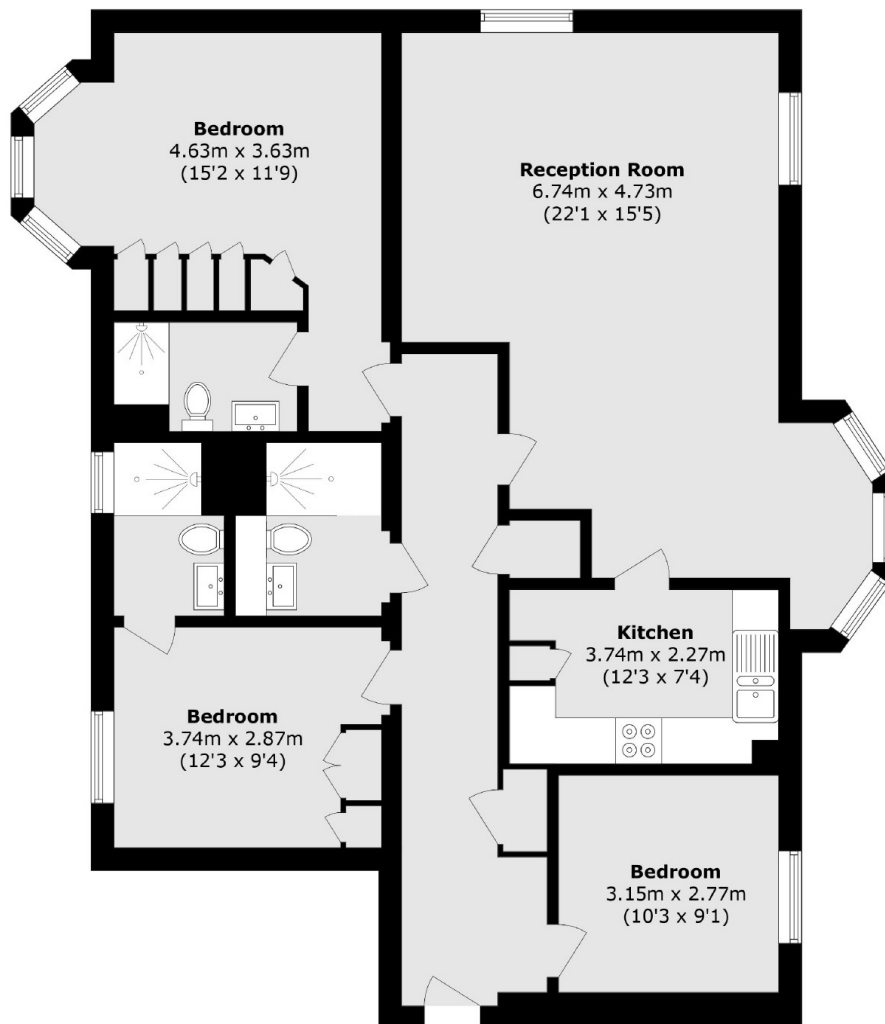 Bedroom
4.63m x 3.63m
(15'2 x 11'9)
Reception Room
6.74m x 4.73m
(22'1 x 15'5)
Kitchen
3.74m x 2.27m
(12'3 x 7'4)
Bedroom
3.74m x 2.87m
(12'3 x 9'4)
Bedroom
3.15m x 2.77m
(10'3 x 9'1)